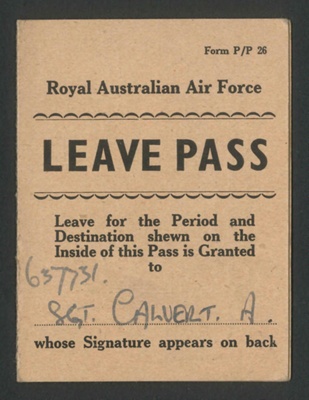 Form P/P 26
Royal Australian Air Force
LEAVE PASS
Leave for the Period and
Destination shewn on the
Inside of this Pass is Granted
to
637731.
SGT. CALVERT. A.
whose Signature appears on back